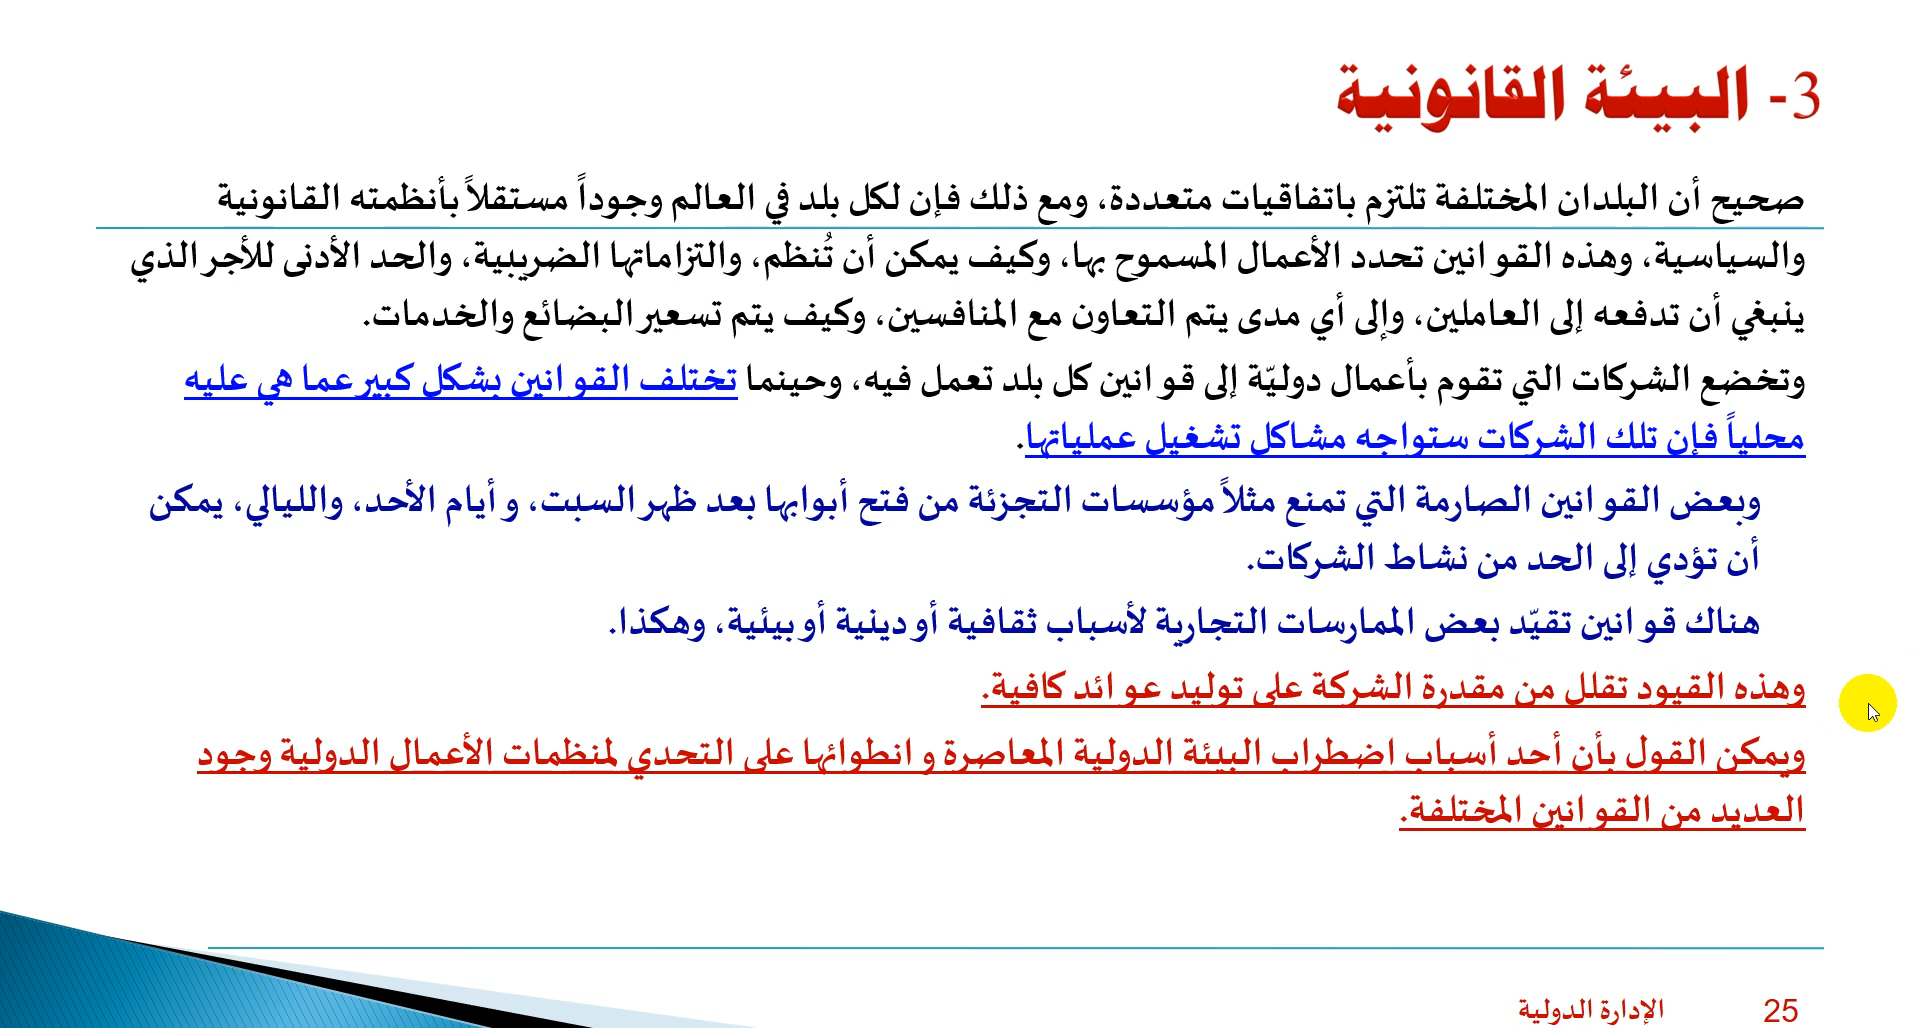 3- البيئة القانونية
صحيح أن البلدان المختلفة تلتزم باتفاقيات متعددة، ومع ذلك فإن لكل بلد في العالم وجوداً مستقلاً بأنظمته القانونية
والسياسية، وهذه القوانين تحدد الأعمال المسموح بها، وكيف يمكن أن تُنظم، والتزاماتها الضريبية، والحد الأدنى للأجر الذي
ينبغي أن تدفعه إلى العاملين، وإلى أي مدى يتم التعاون مع المنافسين، وكيف يتم تسعير البضائع والخدمات.
وتخضع الشركات التي تقوم بأعمال دوليّة إلى قوانين كل بلد تعمل فيه، وحينما تختلف القوانين بشكل كبير عما هي عليه
محلياً فإن تلك الشركات ستواجه مشاكل تشغيل عملياتها.
وبعض القوانين الصارمة التي تمنع مثلاً مؤسسات التجزئة من فتح أبوابها بعد ظهر السبت، وأيام الأحد، والليالي، يمكن
أن تؤدي إلى الحد من نشاط الشركات.
هناك قوانين تقيّد بعض الممارسات التجارية لأسباب ثقافية أو دينية أو بيئية، وهكذا.
وهذه القيود تقلل من مقدرة الشركة على توليد عوائد كافية.
ويمكن القول بأن أحد أسباب اضطراب البيئة الدولية المعاصرة وانطوائها على التحدي لمنظمات الأعمال الدولية وجود
العديد من القوانين المختلفة.
الإدارة الدولية 25